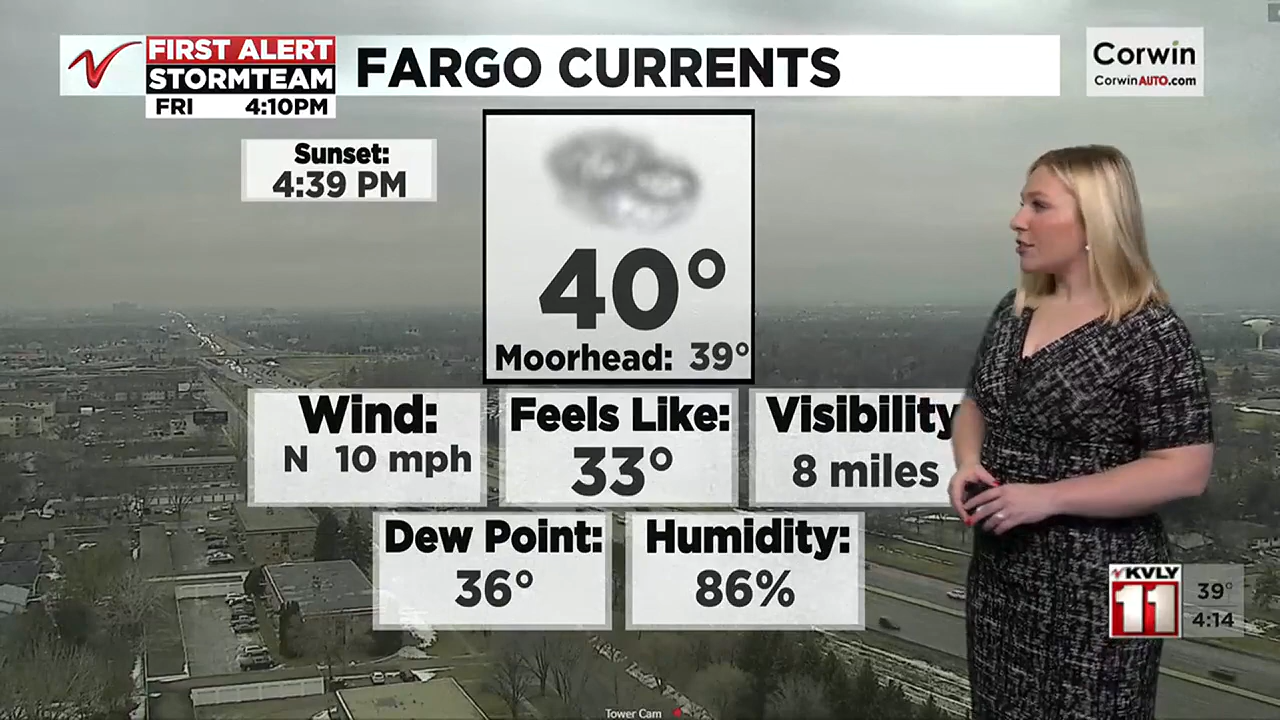 FIRST ALERT
STORMTEAM
FRI 4:10PM
FARGO CURRENTS
Corwin
CorwinAUTO.com
Sunset:
4:39 PM
40°
Moorhead: 39°
Wind:
N 10 mph
Feels Like:
33°
Visibility
8 miles
Dew Point:
36°
Humidity:
86%
KVLY
11
39°
4:14
Tower Cam